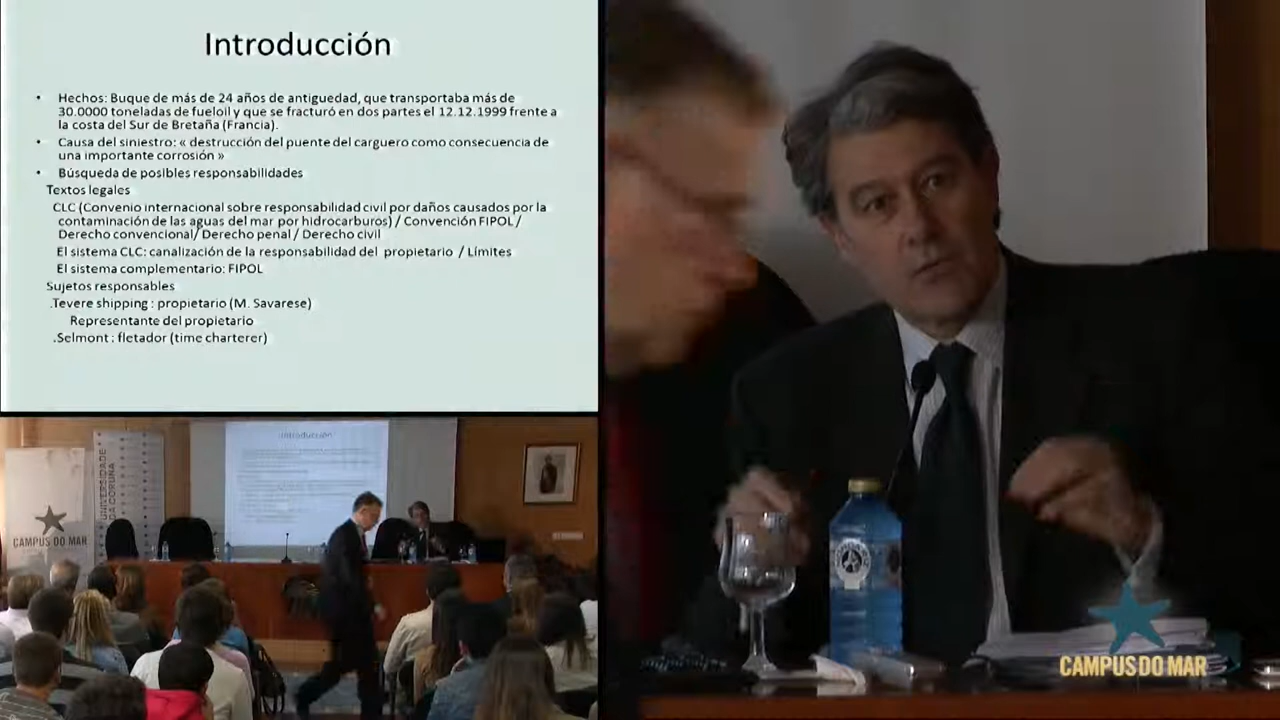 Introducción
• Hechos: Buque de más de 24 años de antiguedad, que transportaba más de
30.0000 toneladas de fueloil y que se fracturó en dos partes el 12.12.1999 frente a
la costa del Sur de Bretaña (Francia).
• Causa del siniestro: « destrucción del puente del carguero como consecuencia de
una importante corrosión »
• Búsqueda de posibles responsabilidades
Textos legales
CLC (Convenio internacional sobre responsabilidad civil por daños causados por la
contaminación de las aguas del mar por hidrocarburos) / Convención FIPOL /
Derecho convencional/ Derecho penal / Derecho civil
El sistema CLC: canalización de la responsabilidad del propietario / Límites
El sistema complementario: FIPOL
Sujetos responsables
.Tevere shipping : propietario (M. Savarese)
Representante del propietario
.Selmont : fletador (time charterer)
Introducción
CAMPUS DO MAR
UNIVERSIDADE
DA CORUÑA
CAMPUS DO MAR